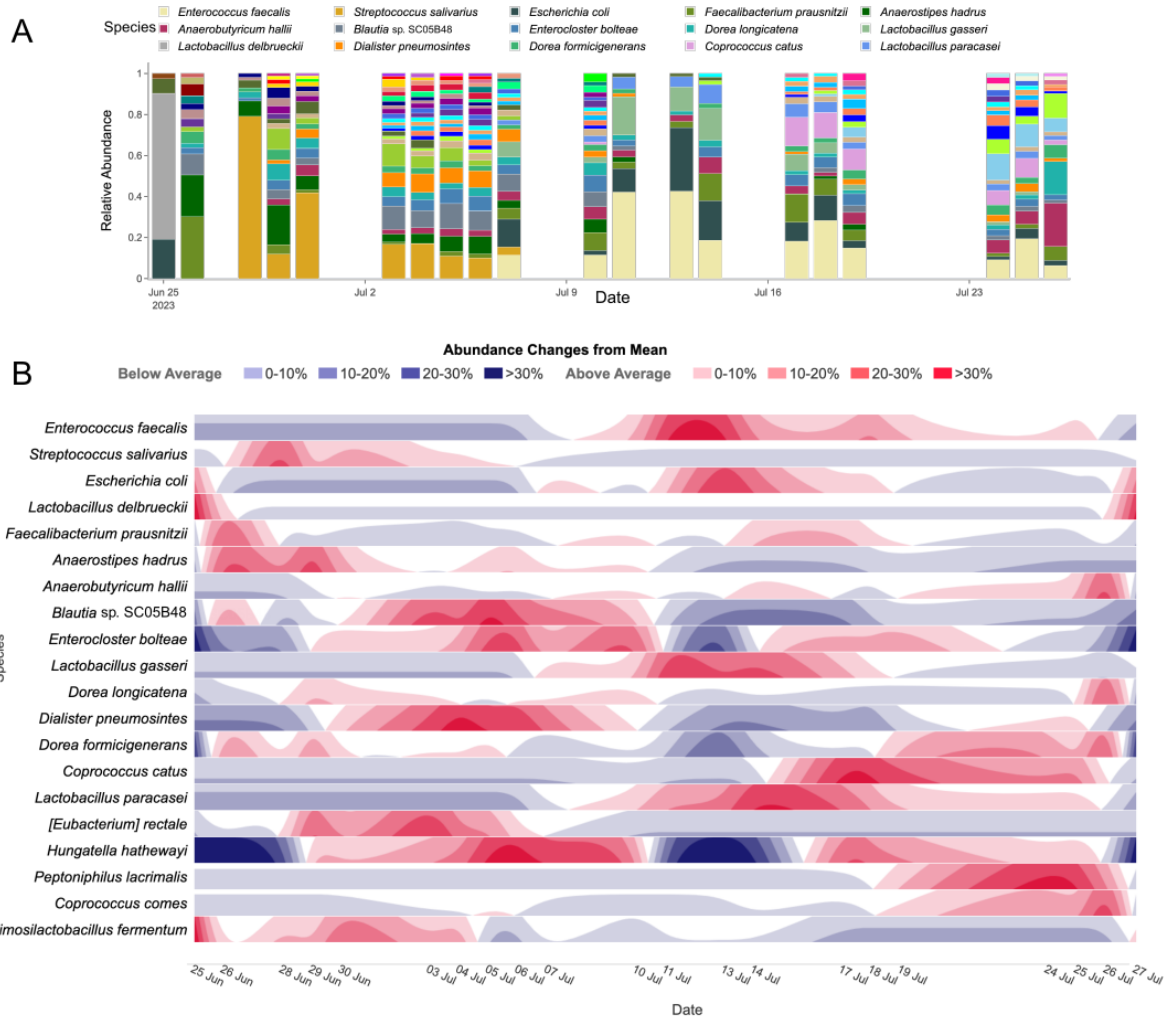 A
Species
Enterococcus faecalis Streptococcus salivarius Escherichia coli Faecalibacterium prausnitzii Anaerostipes hadrus
Anaerobutyricum hallii Blautia sp. SC05B48 Enterocloster bolteae Dorea longicatena Lactobacillus gasseri
Lactobacillus delbrueckii Dialister pneumosintes Dorea formicigenerans Coprococcus catus Lactobacillus paracasei
Relative Abundance
1
0.8
0.6
0.4
0.2
0
Jun 25 Jul 2 Jul 9 Jul 16 Jul 23
2023
Date
B
Abundance Changes from Mean
Below Average 0-10% 10-20% 20-30% >30% Above Average 0-10% 10-20% 20-30% >30%
Species
Enterococcus faecalis
Streptococcus salivarius
Escherichia coli
Lactobacillus delbrueckii
Faecalibacterium prausnitzii
Anaerostipes hadrus
Anaerobutyricum hallii
Blautia sp. SC05B48
Enterocloster bolteae
Lactobacillus gasseri
Dorea longicatena
Dialister pneumosintes
Dorea formicigenerans
Coprococcus catus
Lactobacillus paracasei
[Eubacterium] rectale
Hungatella hathewayi
Peptoniphilus lacrimalis
Coprococcus comes
imosilactobacillus fermentum
25 Jun 26 Jun 28 Jun 29 Jun 30 Jun 03 Jul 04 Jul 05 Jul 06 Jul 07 Jul 10 Jul 11 Jul 13 Jul 14 Jul 17 Jul 18 Jul 19 Jul 24 Jul 25 Jul 26 Jul 27 Jul
Date